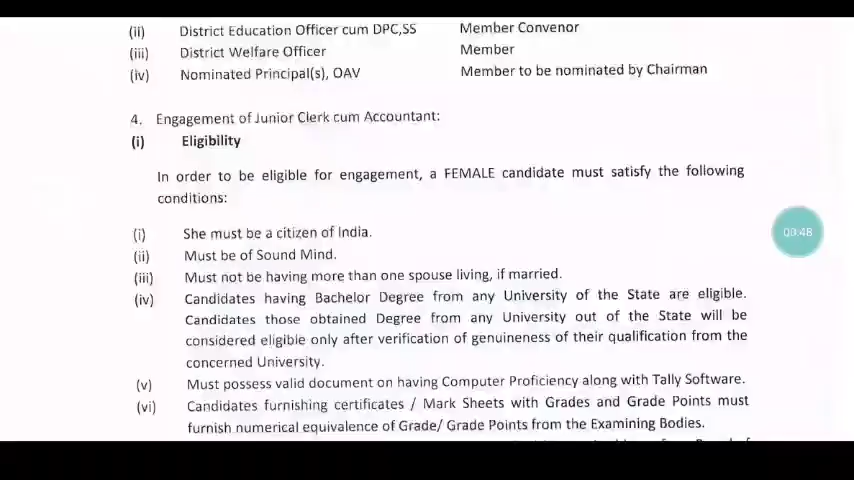 (ii) District Education Officer cum DPC,SS Member Convenor
(iii) District Welfare Officer Member
(iv) Nominated Principal(s), OAV Member to be nominated by Chairman
4. Engagement of Junior Clerk cum Accountant:
(i) Eligibility
In order to be eligible for engagement, a FEMALE candidate must satisfy the following
conditions:
(i) She must be a citizen of India.
03:48
(ii) Must be of Sound Mind.
(iii) Must not be having more than one spouse living, if married.
(iv) Candidates having Bachelor Degree from any University of the State are eligible.
Candidates those obtained Degree from any University out of the State will be
considered eligible only after verification of genuineness of their qualification from the
concerned University.
(v) Must possess valid document on having Computer Proficiency along with Tally Software.
(vi) Candidates furnishing certificates / Mark Sheets with Grades and Grade Points must
furnish numerical equivalence of Grade/ Grade Points from the Examining Bodies.